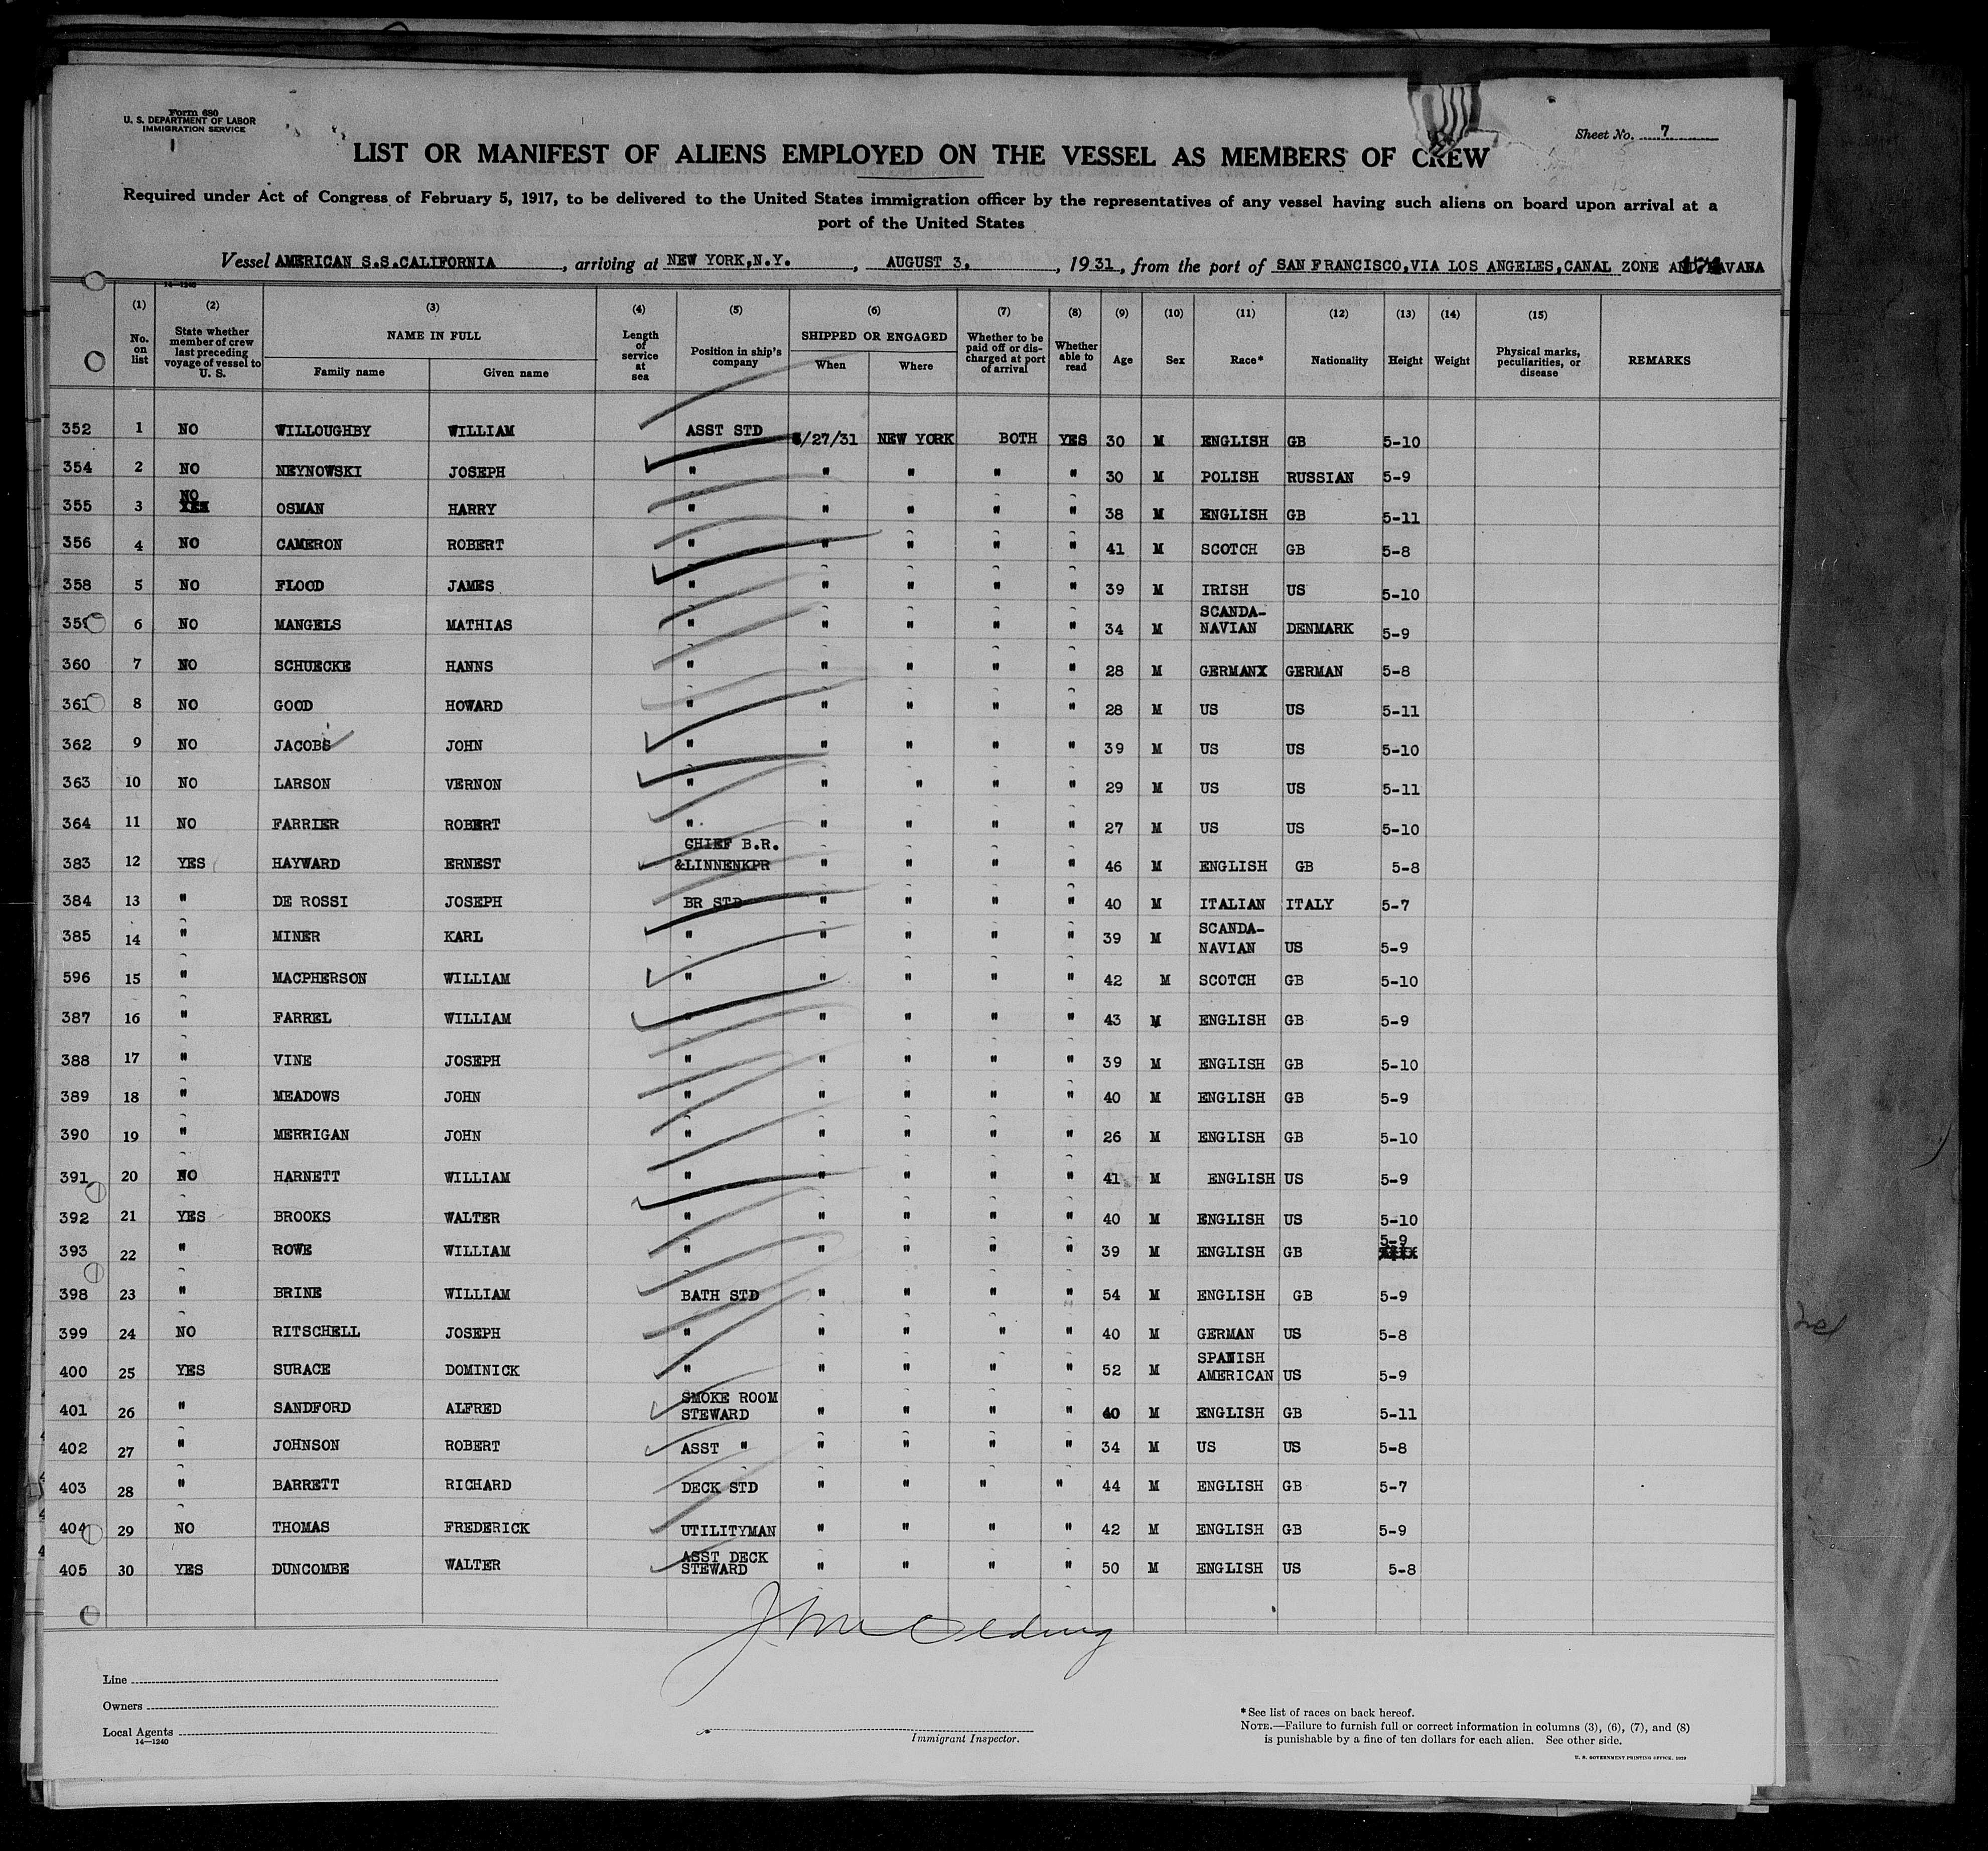 Form 680
U. S. DEPARTMENT OF LABOR
IMMIGRATION SERVICE
Sheet No. 7
LIST OR MANIFEST OF ALIENS EMPLOYED ON THE VESSEL AS MEMBERS OF CREW
Required under Act of Congress of February 5, 1917, to be delivered to the United States immigration officer by the representatives of any vessel having such aliens on board upon arrival at a
port of the United States
Vessel AMERICAN S.S.CALIFORNIA, arriving at NEW YORK,N.Y., AUGUST 3, 1931, from the port of SAN FRANCISCO,VIA LOS ANGELES,CANAL ZONE AND HAVANA
14—1240
(1) (2) (3) (4) (5) (6) (7) (8) (9) (10) (11) (12) (13) (14) (15)
No. on list State whether member of crew last preceding voyage of vessel to U. S. NAME IN FULL Family name Given name Length of service at sea Position in ship's company SHIPPED OR ENGAGED When Where Whether to be paid off or discharged at port of arrival Whether able to read Age Sex Race* Nationality Height Weight Physical marks, peculiarities, or disease REMARKS
352 1 NO WILLOUGHBY WILLIAM ASST STD /27/31 NEW YORK BOTH YES 30 M ENGLISH GB 5-10
354 2 NO NEYNOWSKI JOSEPH " " " " " 30 M POLISH RUSSIAN 5-9
355 3 NO OSMAN HARRY " " " " " 38 M ENGLISH GB 5-11
356 4 NO CAMERON ROBERT " " " " " 41 M SCOTCH GB 5-8
358 5 NO FLOOD JAMES " " " " " 39 M IRISH US 5-10
359 6 NO MANGELS MATHIAS " " " " " 34 M SCANDA-NAVIAN DENMARK 5-9
360 7 NO SCHUECKE HANNS " " " " " 28 M GERMANX GERMAN 5-8
361 8 NO GOOD HOWARD " " " " " 28 M US US 5-11
362 9 NO JACOBS JOHN " " " " " 39 M US US 5-10
363 10 NO LARSON VERNON " " " " " 29 M US US 5-11
364 11 NO FARRIER ROBERT " " " " " 27 M US US 5-10
383 12 YES HAYWARD ERNEST CHIEF B.R. &LINNENKPR " " " " 46 M ENGLISH GB 5-8
384 13 " DE ROSSI JOSEPH BR STD " " " " 40 M ITALIAN ITALY 5-7
385 14 " MINER KARL " " " " " 39 M SCANDA-NAVIAN US 5-9
596 15 " MACPHERSON WILLIAM " " " " " 42 M SCOTCH GB 5-10
387 16 " FARREL WILLIAM " " " " " 43 M ENGLISH GB 5-9
388 17 " VINE JOSEPH " " " " " 39 M ENGLISH GB 5-10
389 18 " MEADOWS JOHN " " " " " 40 M ENGLISH GB 5-9
390 19 " MERRIGAN JOHN " " " " " 26 M ENGLISH GB 5-10
391 20 NO HARNETT WILLIAM " " " " " 41 M ENGLISH US 5-9
392 21 YES BROOKS WALTER " " " " " 40 M ENGLISH US 5-10
393 22 " ROWE WILLIAM " " " " " 39 M ENGLISH GB 5-9
398 23 " BRINE WILLIAM BATH STD " " " " 54 M ENGLISH GB 5-9
399 24 NO RITSCHELL JOSEPH " " " " " 40 M GERMAN US 5-8
400 25 YES SURACE DOMINICK " " " " " 52 M SPANISH AMERICAN US 5-9
401 26 " SANDFORD ALFRED SMOKE ROOM STEWARD " " " " 40 M ENGLISH GB 5-11
402 27 " JOHNSON ROBERT ASST " " " " " 34 M US US 5-8
403 28 " BARRETT RICHARD DECK STD " " " " 44 M ENGLISH GB 5-7
404 29 NO THOMAS FREDERICK UTILITYMAN " " " " 42 M ENGLISH GB 5-9
405 30 YES DUNCOMBE WALTER ASST DECK STEWARD " " " " 50 M ENGLISH US 5-8
Line
Owners
Local Agents
14—1240
Immigrant Inspector.
*See list of races on back hereof.
NOTE.—Failure to furnish full or correct information in columns (3), (6), (7), and (8)
is punishable by a fine of ten dollars for each alien. See other side.
U. S. GOVERNMENT PRINTING OFFICE. 1929